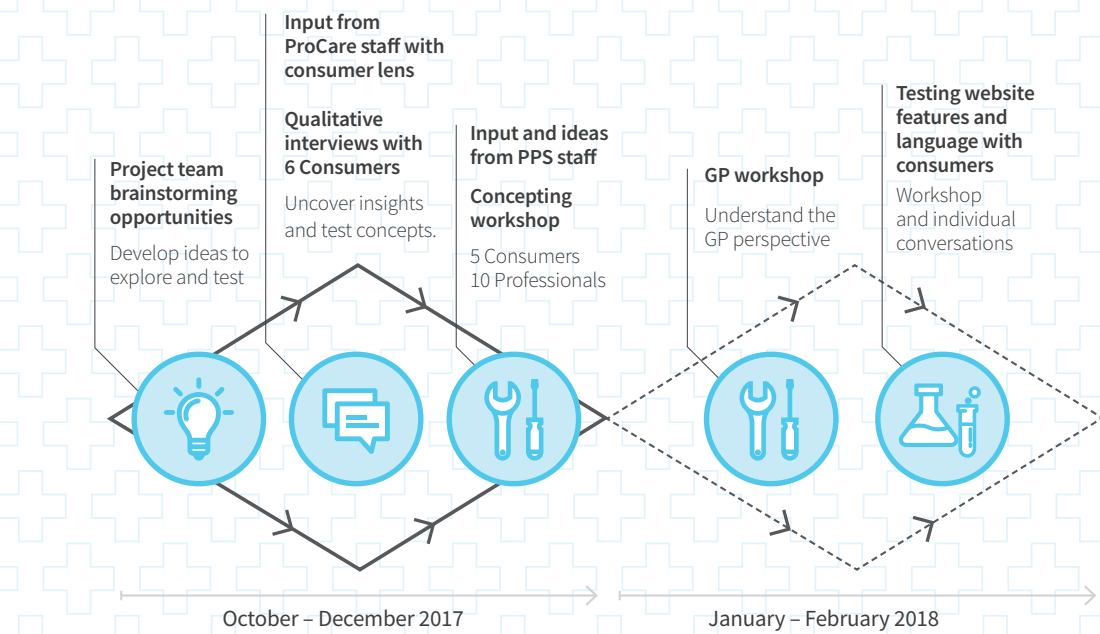 Project team
brainstorming
opportunities
Develop ideas to
explore and test
Input from
ProCare staff with
consumer lens
Qualitative
interviews with
6 Consumers
Uncover insights
and test concepts.
Input and ideas
from PPS staff
Concepting
workshop
5 Consumers
10 Professionals
GP workshop
Understand the
GP perspective
Testing website
features and
language with
consumers
Workshop
and individual
conversations
October – December 2017
January – February 2018